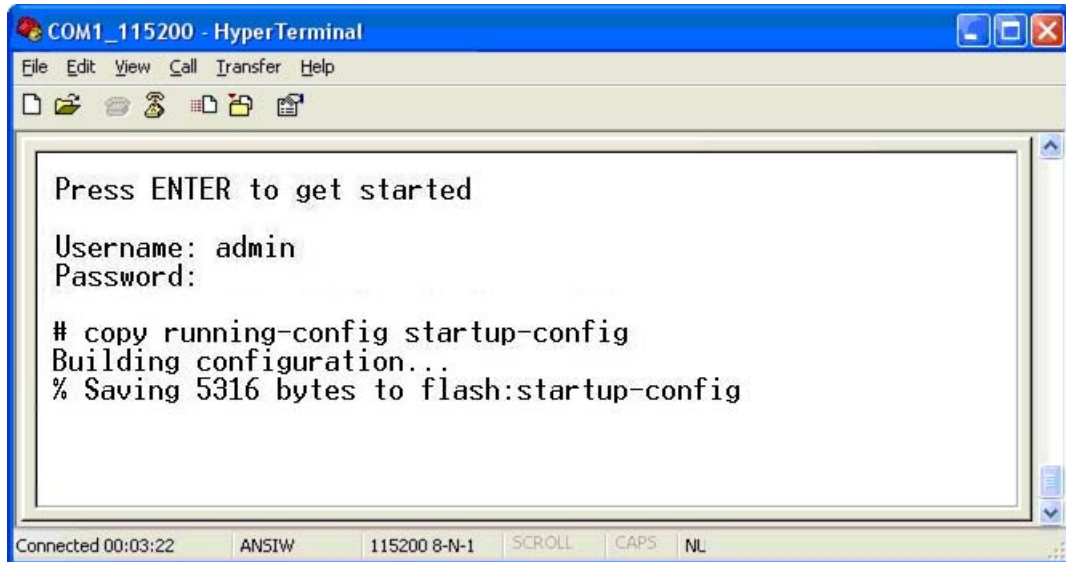 COM1_115200 - HyperTerminal
File Edit View Call Transfer Help
Press ENTER to get started
Username: admin
Password:
# copy running-config startup-config
Building configuration...
% Saving 5316 bytes to flash:startup-config
Connected 00:03:22 ANSIW 115200 8-N-1 SCROLL CAPS NL